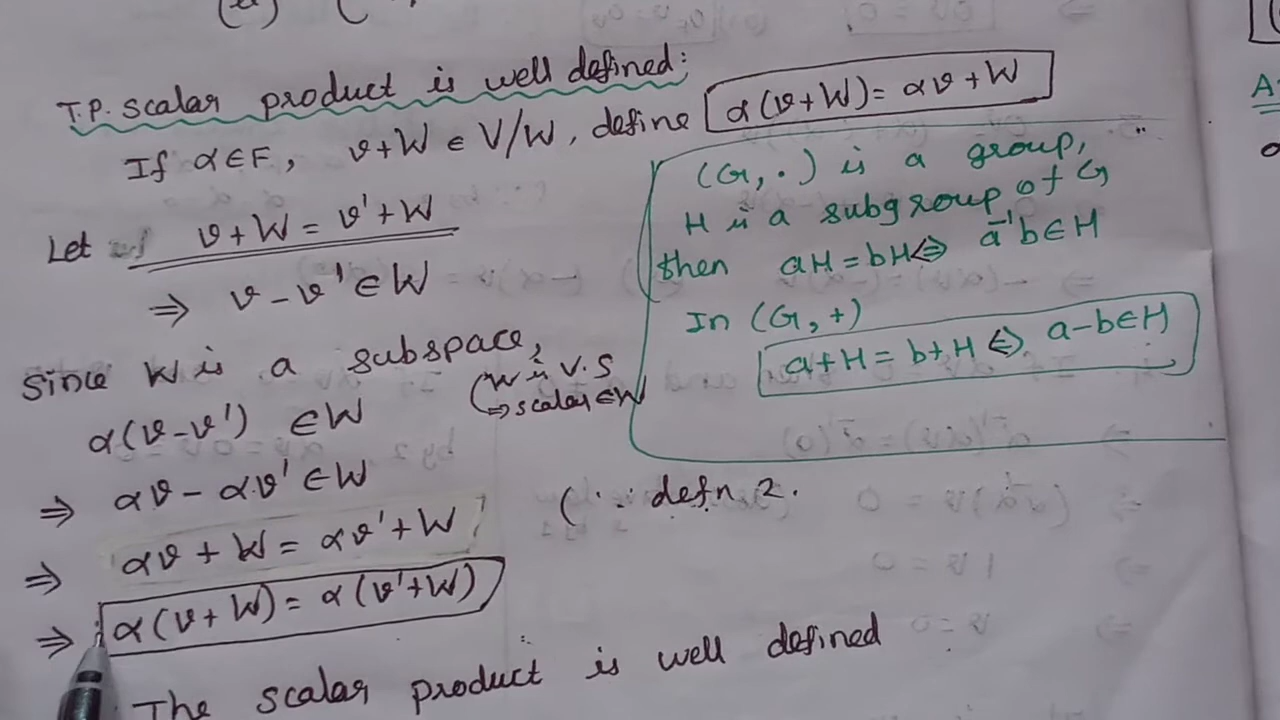 T.P. Scalar product is well defined:
If α∈F, v+W ∈ V/W, define α(v+W) = αv+W
Let v+W = v'+W
⇒ v-v' ∈ W
Since W is a subspace,
(W is V.S
⇒ scalar ∈ W
α(v-v') ∈ W
⇒ αv - αv' ∈ W
⇒ αv + W = αv' + W (∵ defn 2.
⇒ α(v+W) = α(v'+W)
The scalar product is well defined
(G, ·) is a group,
H is a subgroup of G
then aH = bH ⇔ a⁻¹b ∈ H
In (G, +)
a+H = b+H ⇔ a-b ∈ H